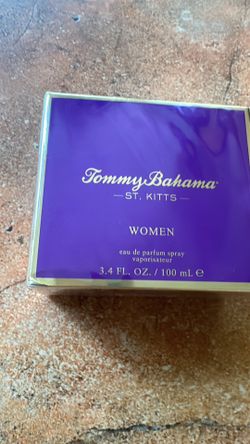 Tommy Bahama
ST. KITTS
WOMEN
eau de parfum spray
vaporisateur
3.4 FL. OZ. / 100 mL ℮